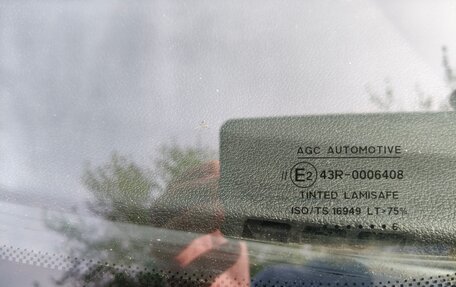 AGC AUTOMOTIVE
// E2 43R-0006408
TINTED LAMISAFE
ISO/TS 16949 LT>75%